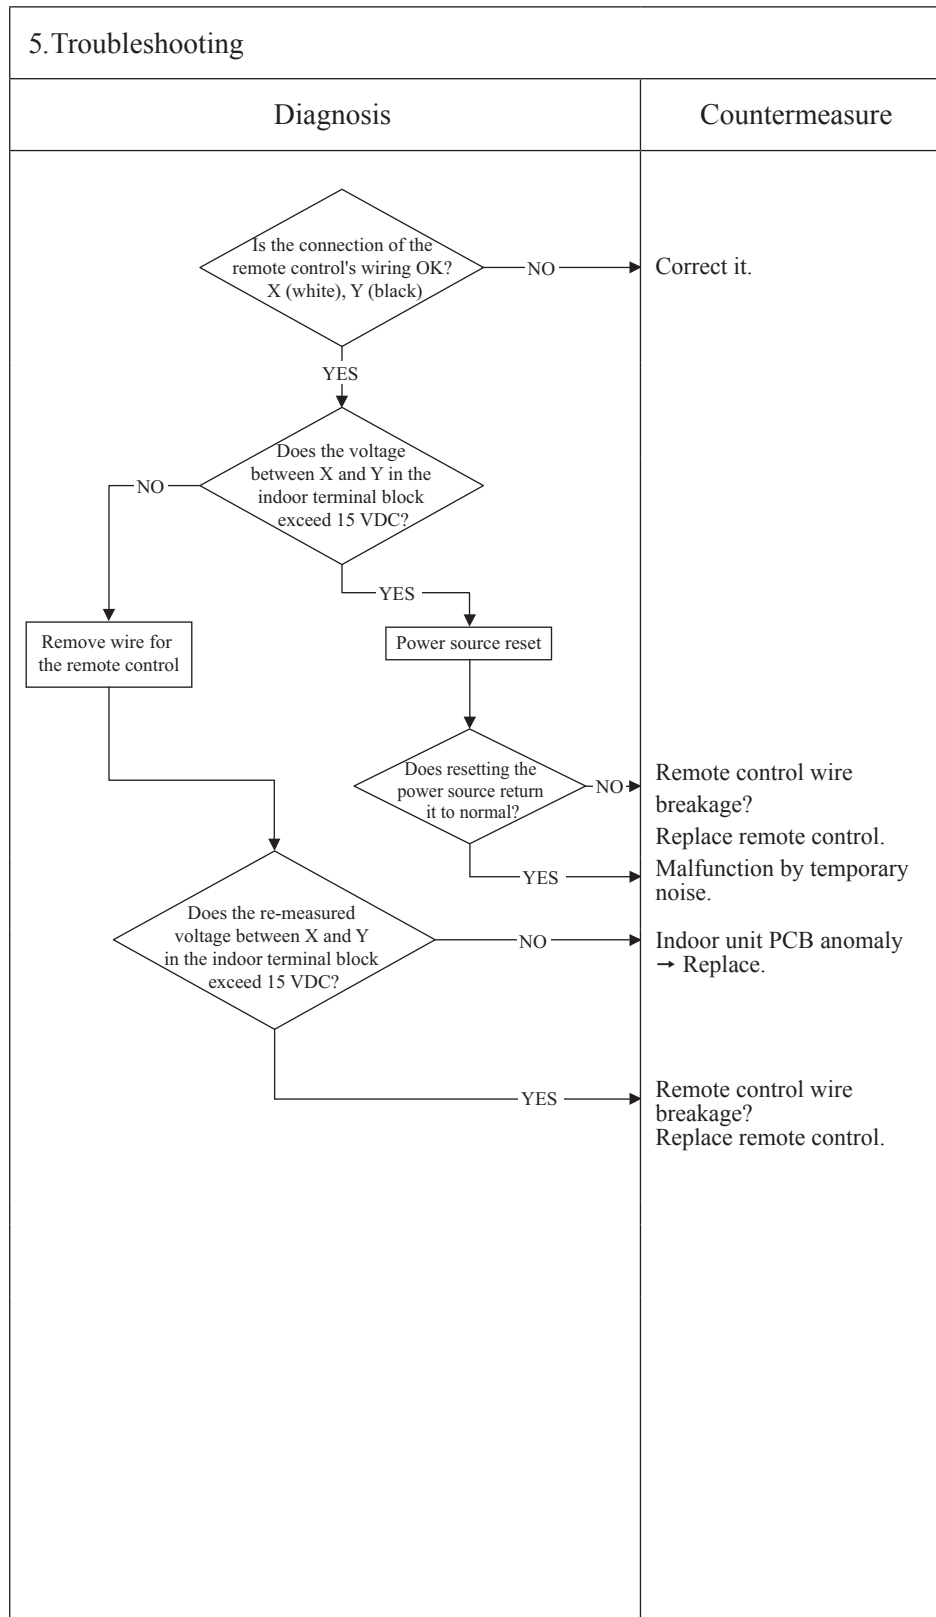 5.Troubleshooting
Diagnosis
Countermeasure
Is the connection of the
remote control's wiring OK?
X (white), Y (black)
NO
Correct it.
YES
Does the voltage
between X and Y in the
indoor terminal block
exceed 15 VDC?
NO
YES
Remove wire for
the remote control
Power source reset
Does resetting the
power source return
it to normal?
NO
Remote control wire
breakage?
Replace remote control.
YES
Malfunction by temporary
noise.
Does the re-measured
voltage between X and Y
in the indoor terminal block
exceed 15 VDC?
NO
Indoor unit PCB anomaly
→ Replace.
YES
Remote control wire
breakage?
Replace remote control.